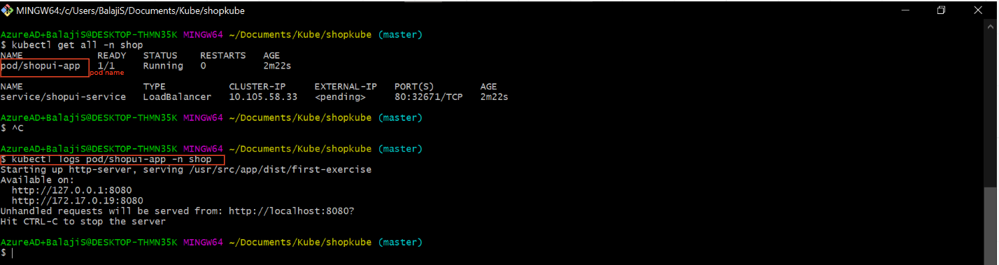 MINGW64:/c/Users/BalajiS/Documents/Kube/shopkube
AzureAD+BalajiS@DESKTOP-THMN35K MINGW64 ~/Documents/Kube/shopkube (master)
$ kubectl get all -n shop
NAME READY STATUS RESTARTS AGE
pod/shopui-app 1/1 Running 0 2m22s
pod name
NAME TYPE CLUSTER-IP EXTERNAL-IP PORT(S) AGE
service/shopui-service LoadBalancer 10.105.58.33 <pending> 80:32671/TCP 2m22s
AzureAD+BalajiS@DESKTOP-THMN35K MINGW64 ~/Documents/Kube/shopkube (master)
$ ^C
AzureAD+BalajiS@DESKTOP-THMN35K MINGW64 ~/Documents/Kube/shopkube (master)
$ kubectl logs pod/shopui-app -n shop
Starting up http-server, serving /usr/src/app/dist/first-exercise
Available on:
http://127.0.0.1:8080
http://172.17.0.19:8080
Unhandled requests will be served from: http://localhost:8080?
Hit CTRL-C to stop the server
AzureAD+BalajiS@DESKTOP-THMN35K MINGW64 ~/Documents/Kube/shopkube (master)
$